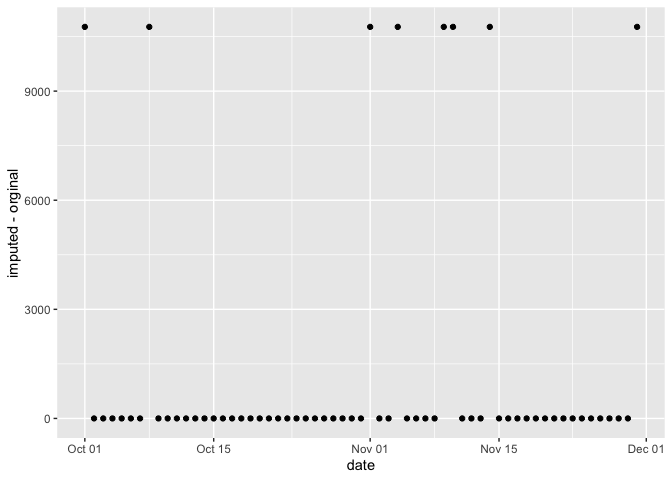 9000
6000
3000
0
imputed - orginal
Oct 01
Oct 15
Nov 01
Nov 15
Dec 01
date